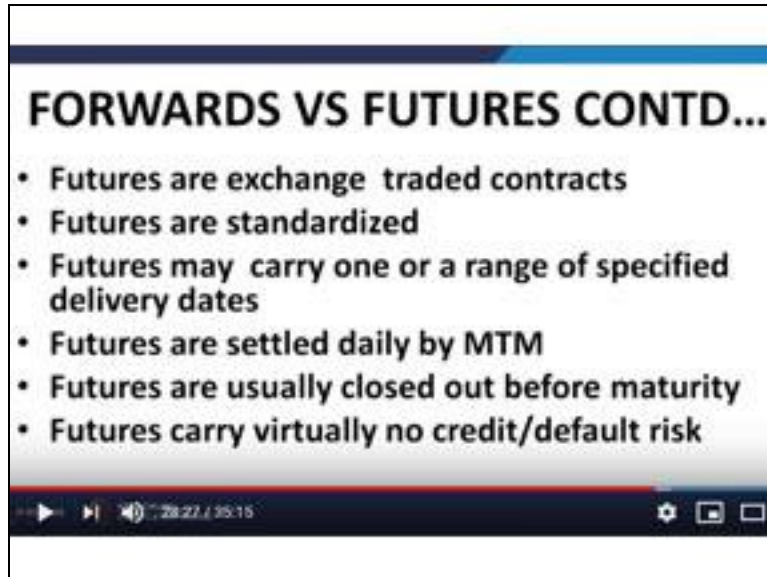 FORWARDS VS FUTURES CONTD...
• Futures are exchange traded contracts
• Futures are standardized
• Futures may carry one or a range of specified
delivery dates
• Futures are settled daily by MTM
• Futures are usually closed out before maturity
• Futures carry virtually no credit/default risk
28:27 / 35:15